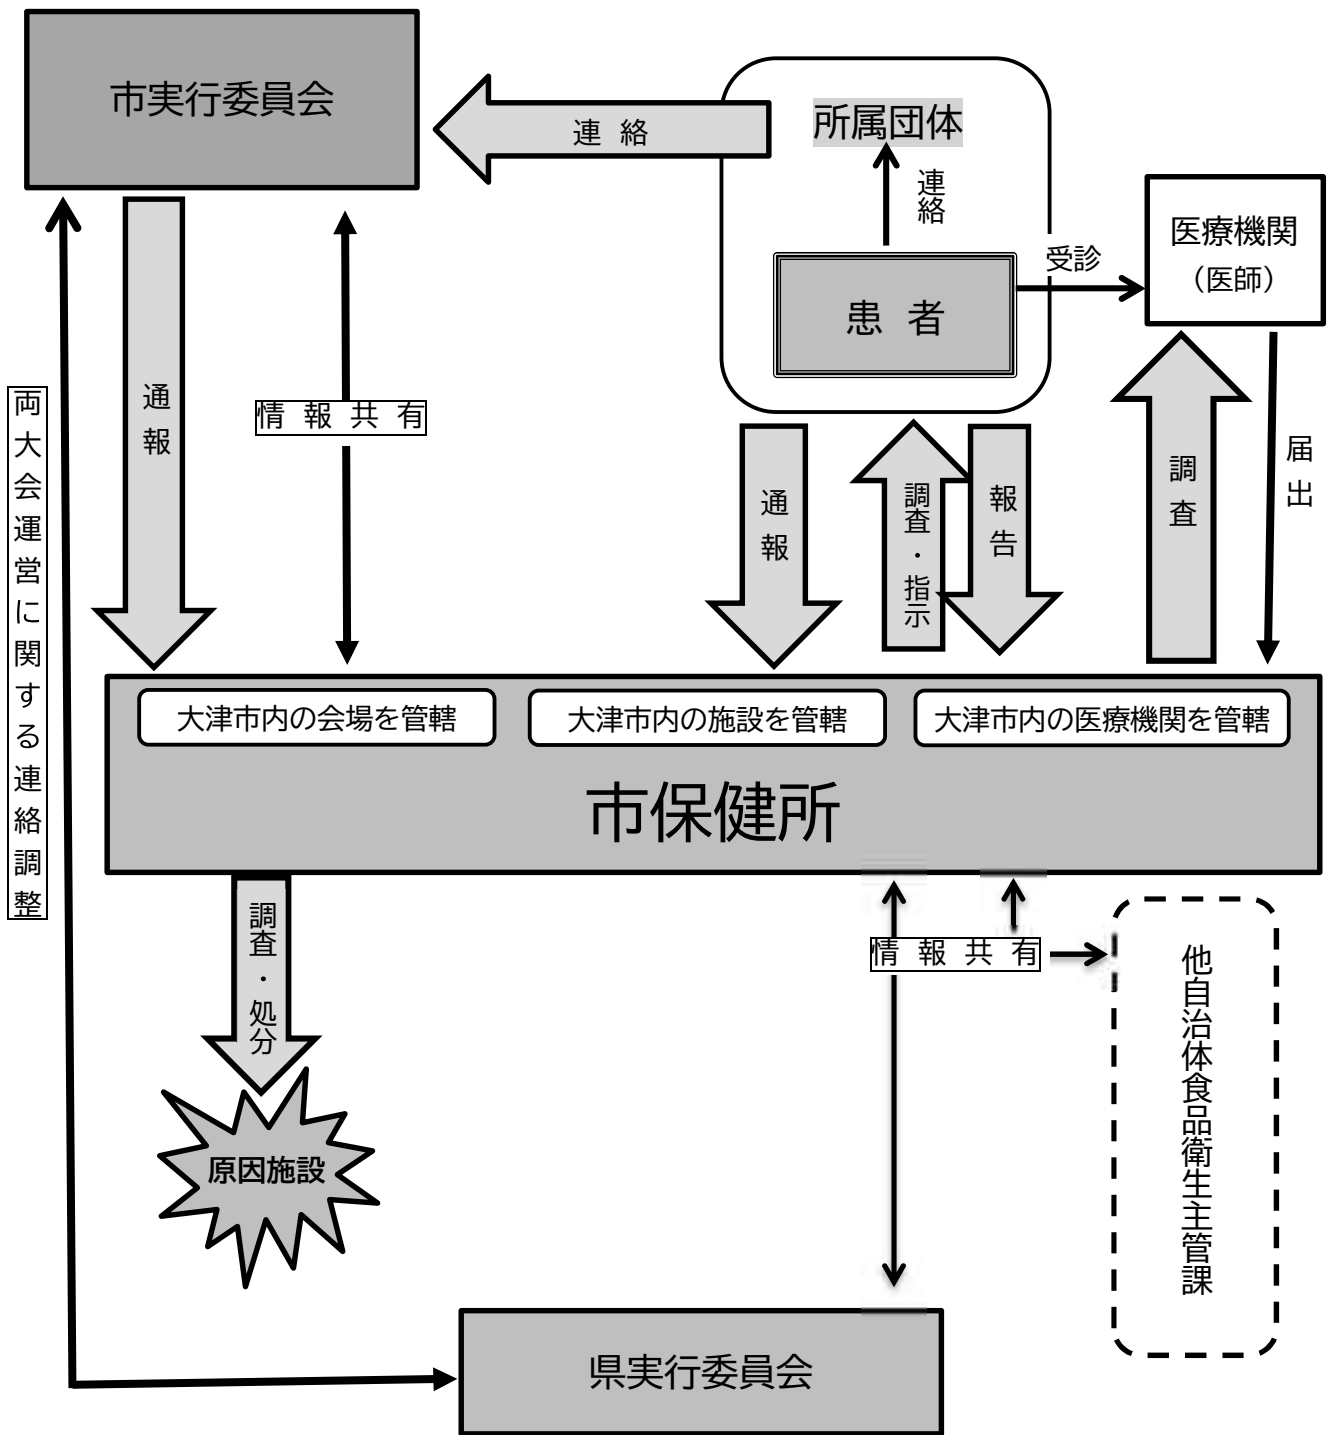 市実行委員会
連 絡
所属団体
連絡
患 者
受診
医療機関
（医師）
両大会運営に関する連絡調整
通報
情 報 共 有
通報
調査・指示
報告
調査
届出
大津市内の会場を管轄
大津市内の施設を管轄
大津市内の医療機関を管轄
市保健所
調査・処分
情 報 共 有
他自治体食品衛生主管課
原因施設
県実行委員会